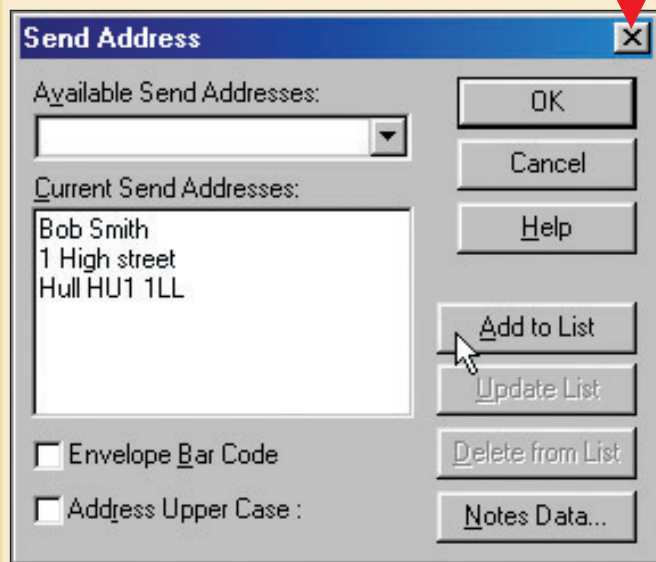 Send Address
Available Send Addresses:
OK
Cancel
Current Send Addresses:
Help
Bob Smith
1 High street
Hull HU1 1LL
Add to List
Update List
Delete from List
Envelope Bar Code
Address Upper Case :
Notes Data...